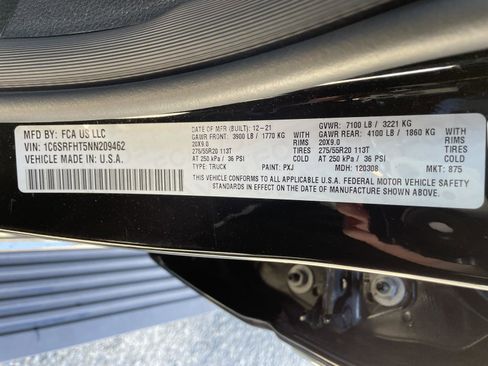 MFD BY: FCA US LLC
VIN: 1C6SRFHT5NN209462
VEHICLE MADE IN: U.S.A.
DATE OF MFR (BUILT): 12-21
GAWR FRONT: 3900 LB / 1770 KG WITH
20X9.0 RIMS
275/55R20 113T TIRES
AT 250 kPa / 36 PSI COLD
GVWR: 7100 LB / 3221 KG
GAWR REAR: 4100 LB / 1860 KG WITH
20X9.0 RIMS
275/55R20 113T TIRES
AT 250 kPa / 36 PSI COLD
TYPE: TRUCK PAINT: PXJ MDH: 120308 MKT: 875
THIS VEHICLE CONFORMS TO ALL APPLICABLE U.S.A. FEDERAL MOTOR VEHICLE SAFETY
STANDARDS IN EFFECT ON THE DATE OF MANUFACTURE SHOWN ABOVE.